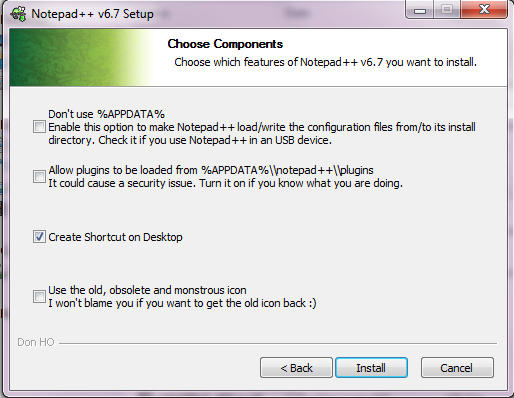 Notepad++ v6.7 Setup
Choose Components
Choose which features of Notepad++ v6.7 you want to install.
Don't use %APPDATA%
Enable this option to make Notepad++ load/write the configuration files from/to its install
directory. Check it if you use Notepad++ in an USB device.
Allow plugins to be loaded from %APPDATA%\\notepad++\\plugins
It could cause a security issue. Turn it on if you know what you are doing.
Create Shortcut on Desktop
Use the old, obsolete and monstrous icon
I won't blame you if you want to get the old icon back :)
Don HO
< Back
Install
Cancel